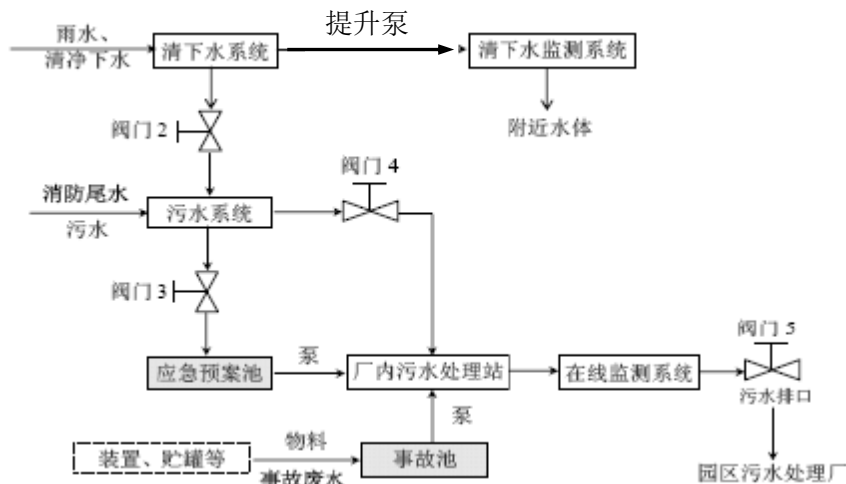 提升泵
雨水、
清净下水
清下水系统
清下水监测系统
阀门 2
附近水体
阀门 4
消防尾水
污水
污水系统
阀门 3
阀门 5
泵
应急预案池
厂内污水处理站
在线监测系统
污水排口
泵
物料
装置、贮罐等
事故池
事故废水
园区污水处理厂